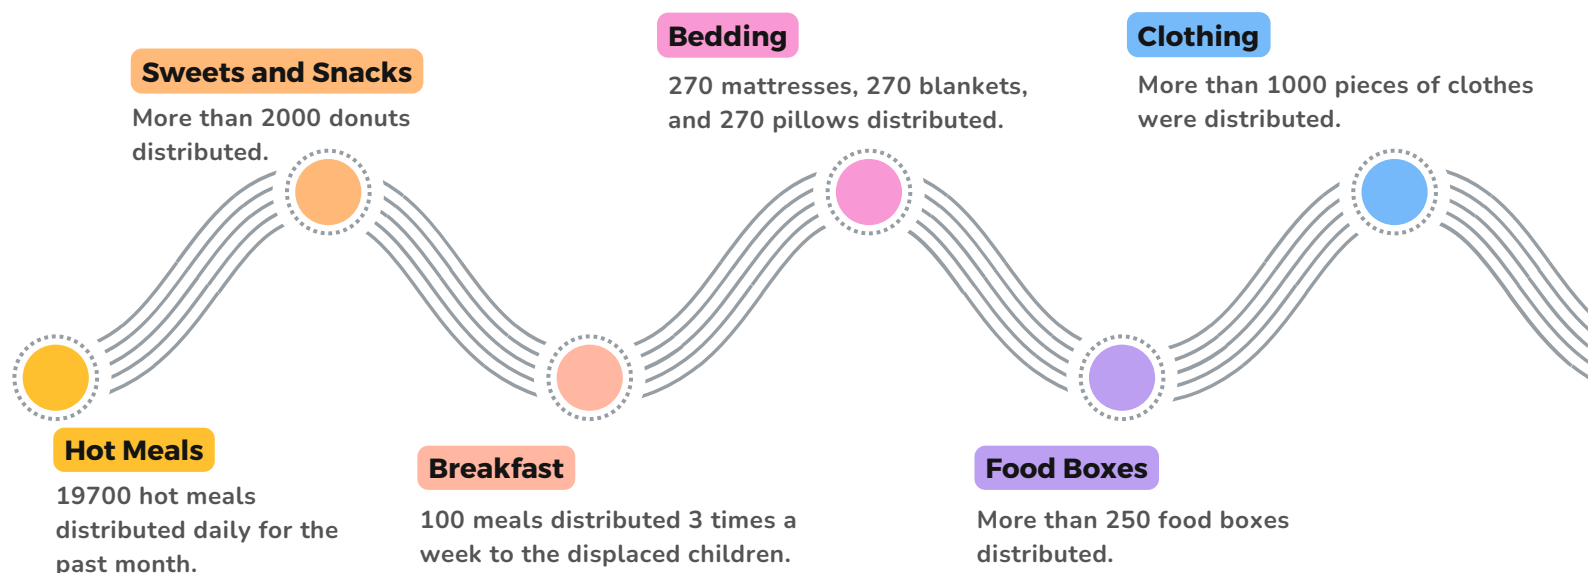 Hot Meals
19700 hot meals
distributed daily for the
past month.
Sweets and Snacks
More than 2000 donuts
distributed.
Breakfast
100 meals distributed 3 times a
week to the displaced children.
Bedding
270 mattresses, 270 blankets,
and 270 pillows distributed.
Food Boxes
More than 250 food boxes
distributed.
Clothing
More than 1000 pieces of clothes
were distributed.